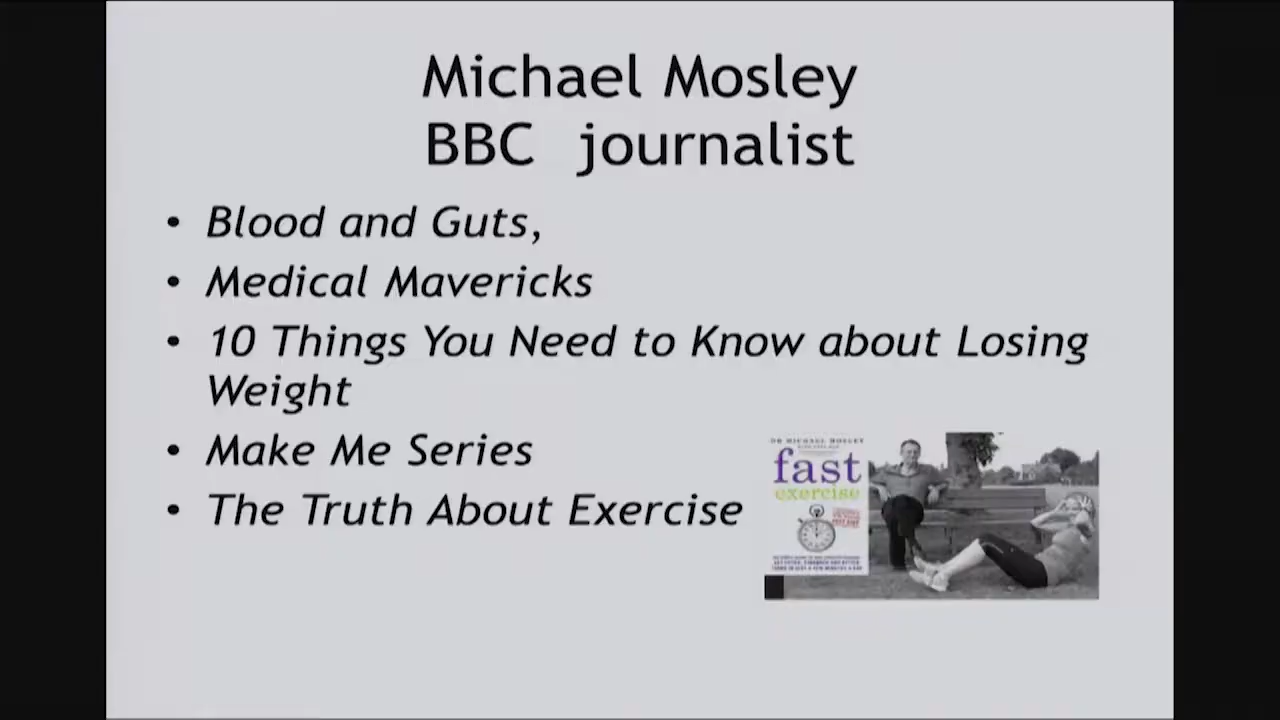 Michael Mosley
BBC journalist
• Blood and Guts,
• Medical Mavericks
• 10 Things You Need to Know about Losing
Weight
• Make Me Series
• The Truth About Exercise
DR MICHAEL MOSLEY
fast
exercise